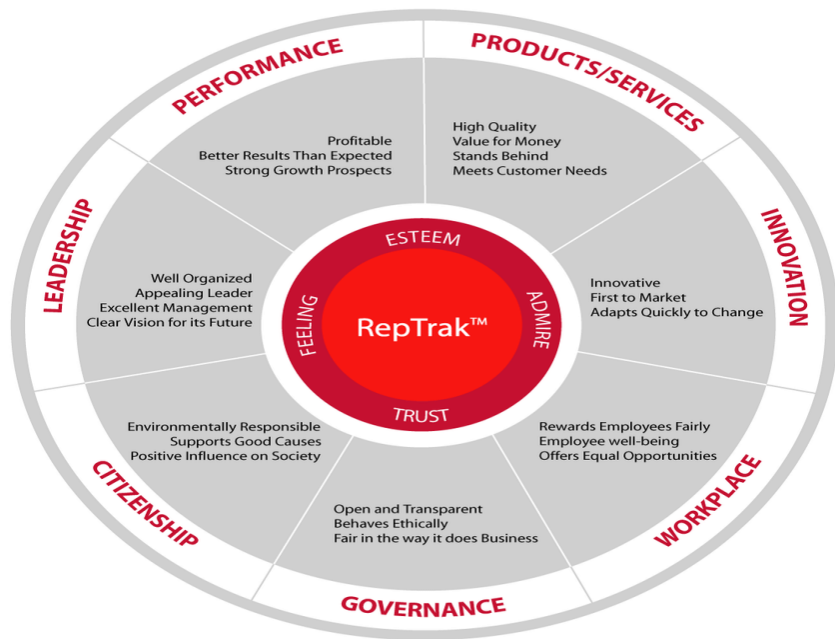 PERFORMANCE
Profitable
Better Results Than Expected
Strong Growth Prospects
PRODUCTS/SERVICES
High Quality
Value for Money
Stands Behind
Meets Customer Needs
INNOVATION
Innovative
First to Market
Adapts Quickly to Change
WORKPLACE
Rewards Employees Fairly
Employee well-being
Offers Equal Opportunities
GOVERNANCE
Open and Transparent
Behaves Ethically
Fair in the way it does Business
CITIZENSHIP
Environmentally Responsible
Supports Good Causes
Positive Influence on Society
LEADERSHIP
Well Organized
Appealing Leader
Excellent Management
Clear Vision for its Future
ESTEEM
ADMIRE
TRUST
FEELING
RepTrak™